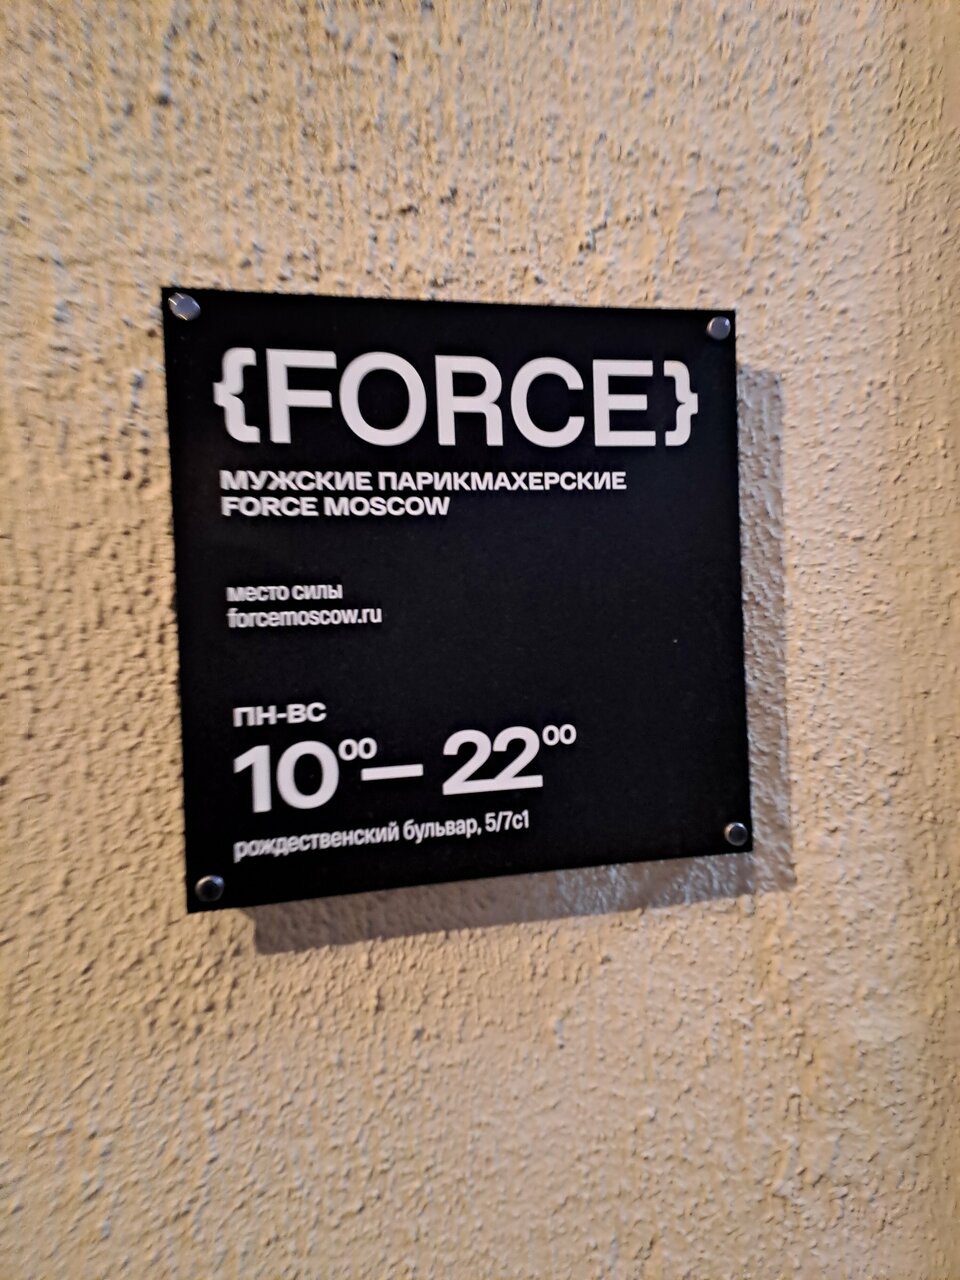 {FORCE}
МУЖСКИЕ ПАРИКМАХЕРСКИЕ
FORCE MOSCOW
место силы
forcemoscow.ru
ПН-ВС
10⁰⁰— 22⁰⁰
рождественский бульвар, 5/7с1